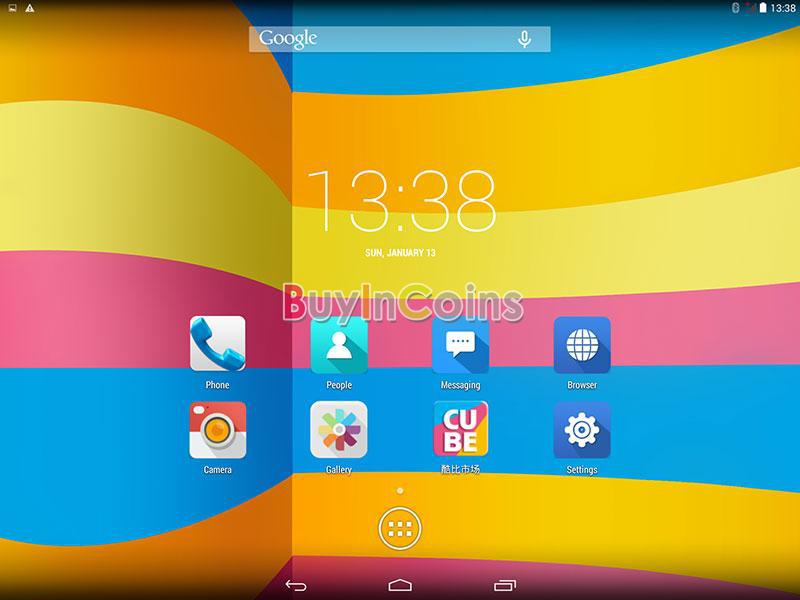 13:38
Google
13:38
SUN, JANUARY 13
BuyInCoins
Phone
People
Messaging
Browser
CU
BE
Camera
Gallery
酷比市场
Settings